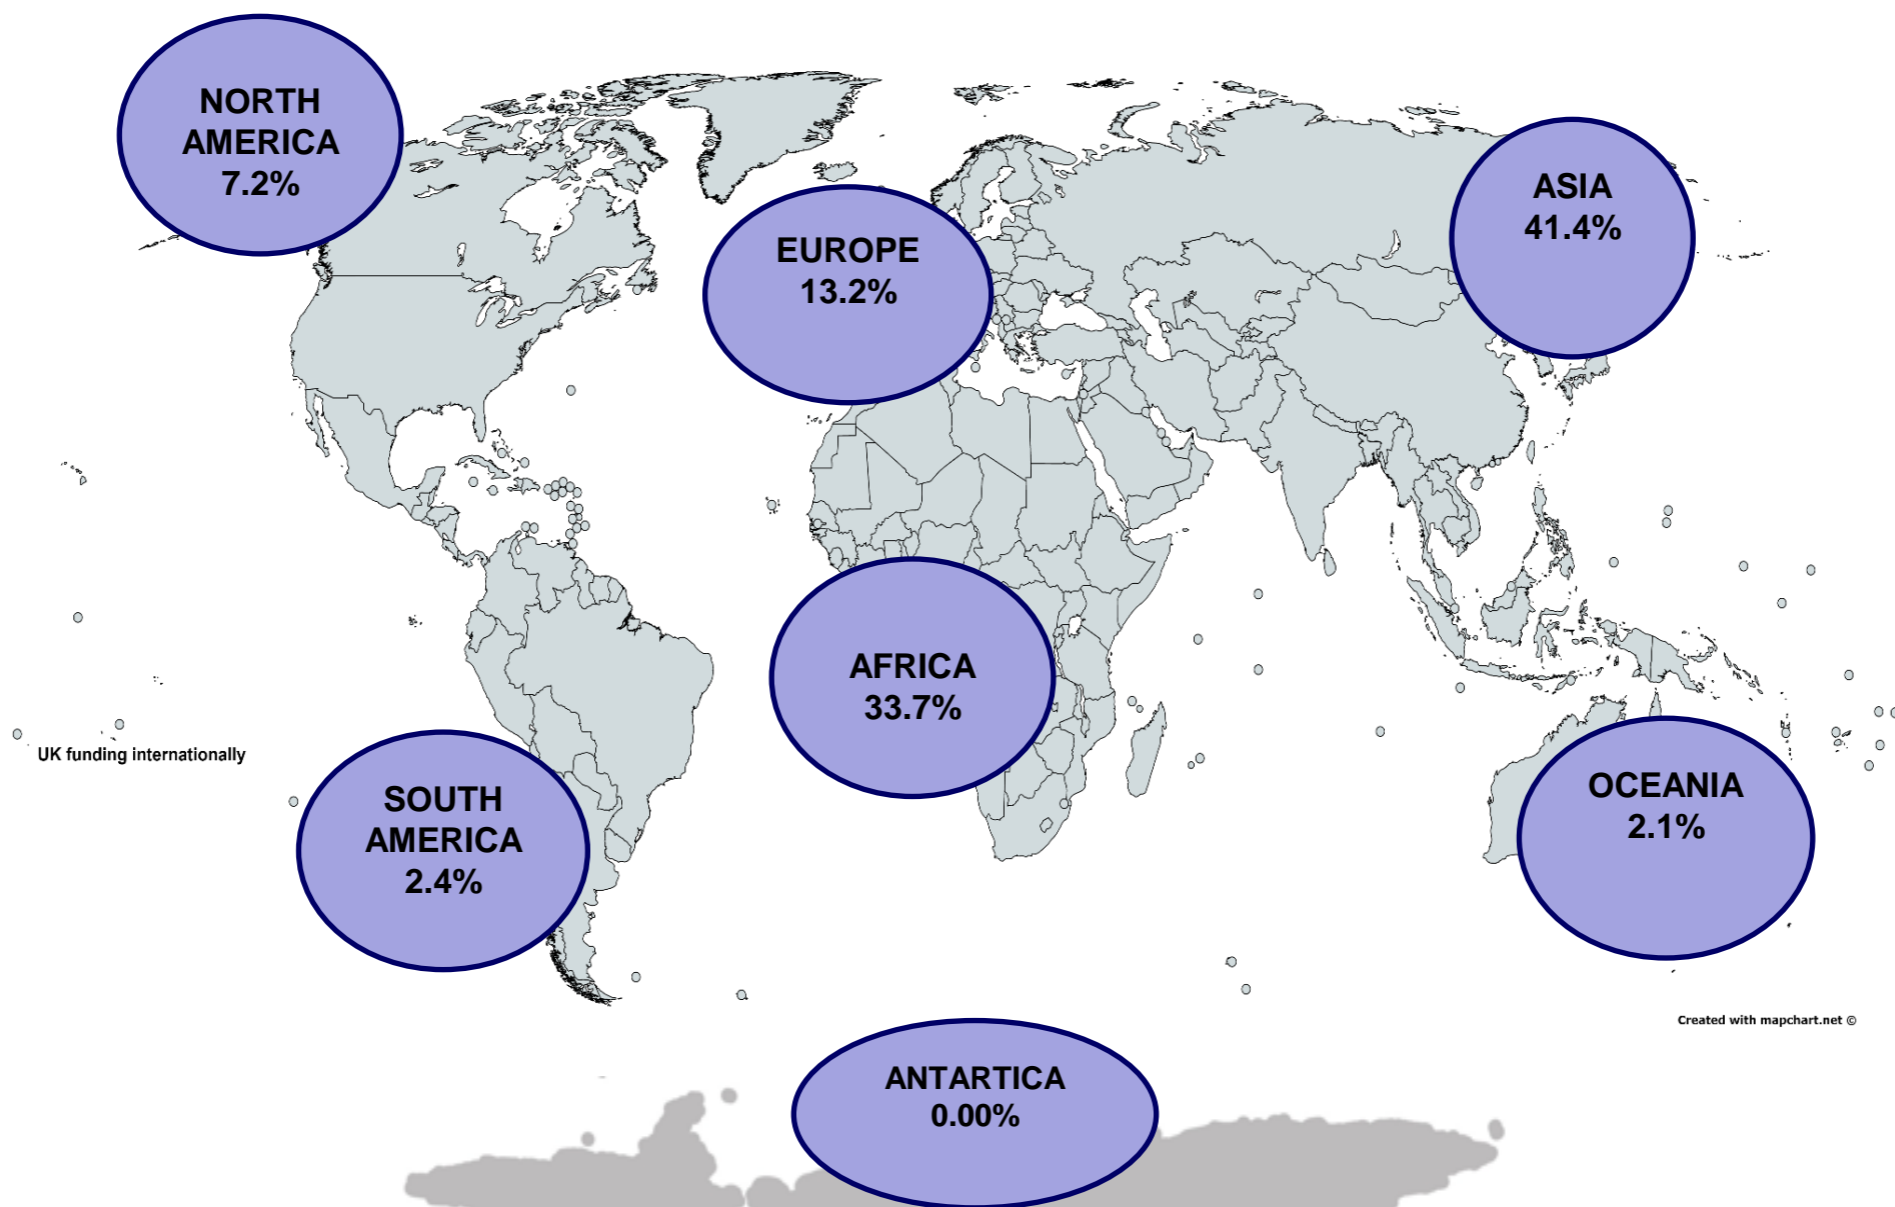 NORTH
AMERICA
7.2%
ASIA
41.4%
EUROPE
13.2%
AFRICA
33.7%
UK funding internationally
SOUTH
AMERICA
2.4%
OCEANIA
2.1%
Created with mapchart.net ©
ANTARTICA
0.00%